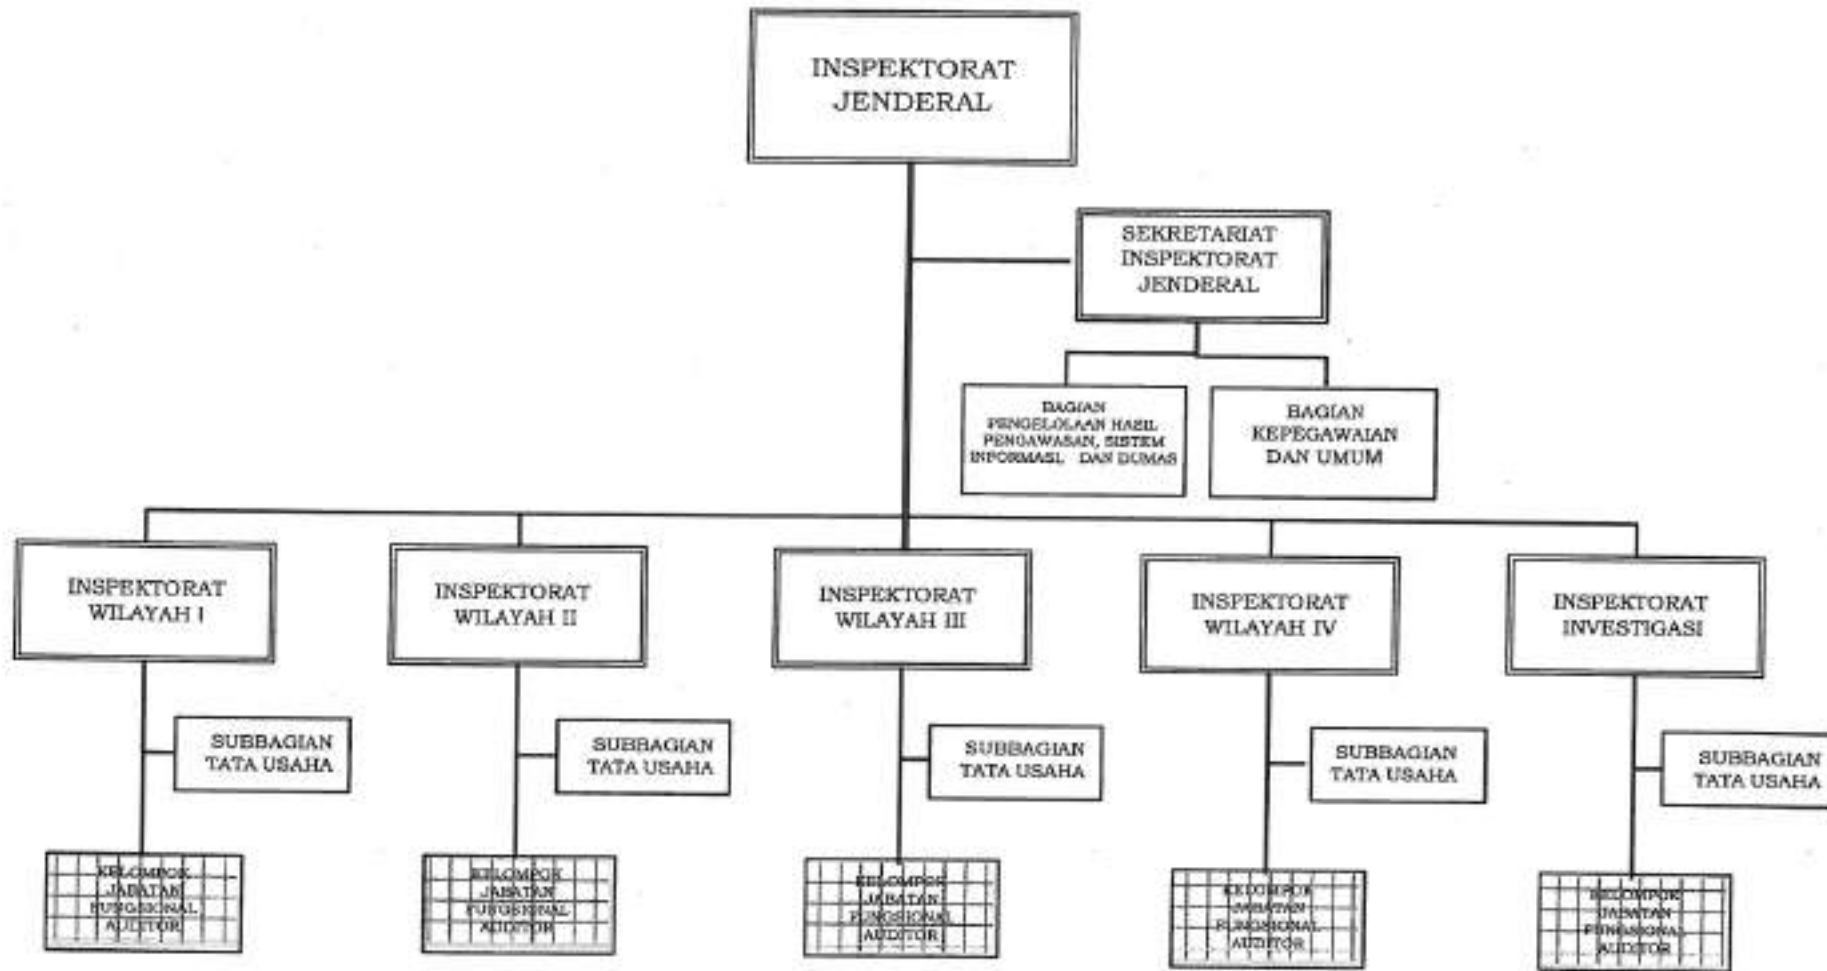 INSPEKTORAT
JENDERAL
SEKRETARIAT
INSPEKTORAT
JENDERAL
BAGIAN
PENGELOLAAN HASIL
PENGAWASAN, SISTEM
INFORMASI, DAN DUMAS
BAGIAN
KEPEGAWAIAN
DAN UMUM
INSPEKTORAT
WILAYAH I
INSPEKTORAT
WILAYAH II
INSPEKTORAT
WILAYAH III
INSPEKTORAT
WILAYAH IV
INSPEKTORAT
INVESTIGASI
SUBBAGIAN
TATA USAHA
SUBBAGIAN
TATA USAHA
SUBBAGIAN
TATA USAHA
SUBBAGIAN
TATA USAHA
SUBBAGIAN
TATA USAHA
KELOMPOK
JABATAN
FUNGSIONAL
AUDITOR
KELOMPOK
JABATAN
FUNGSIONAL
AUDITOR
KELOMPOK
JABATAN
FUNGSIONAL
AUDITOR
KELOMPOK
JABATAN
FUNGSIONAL
AUDITOR
KELOMPOK
JABATAN
FUNGSIONAL
AUDITOR